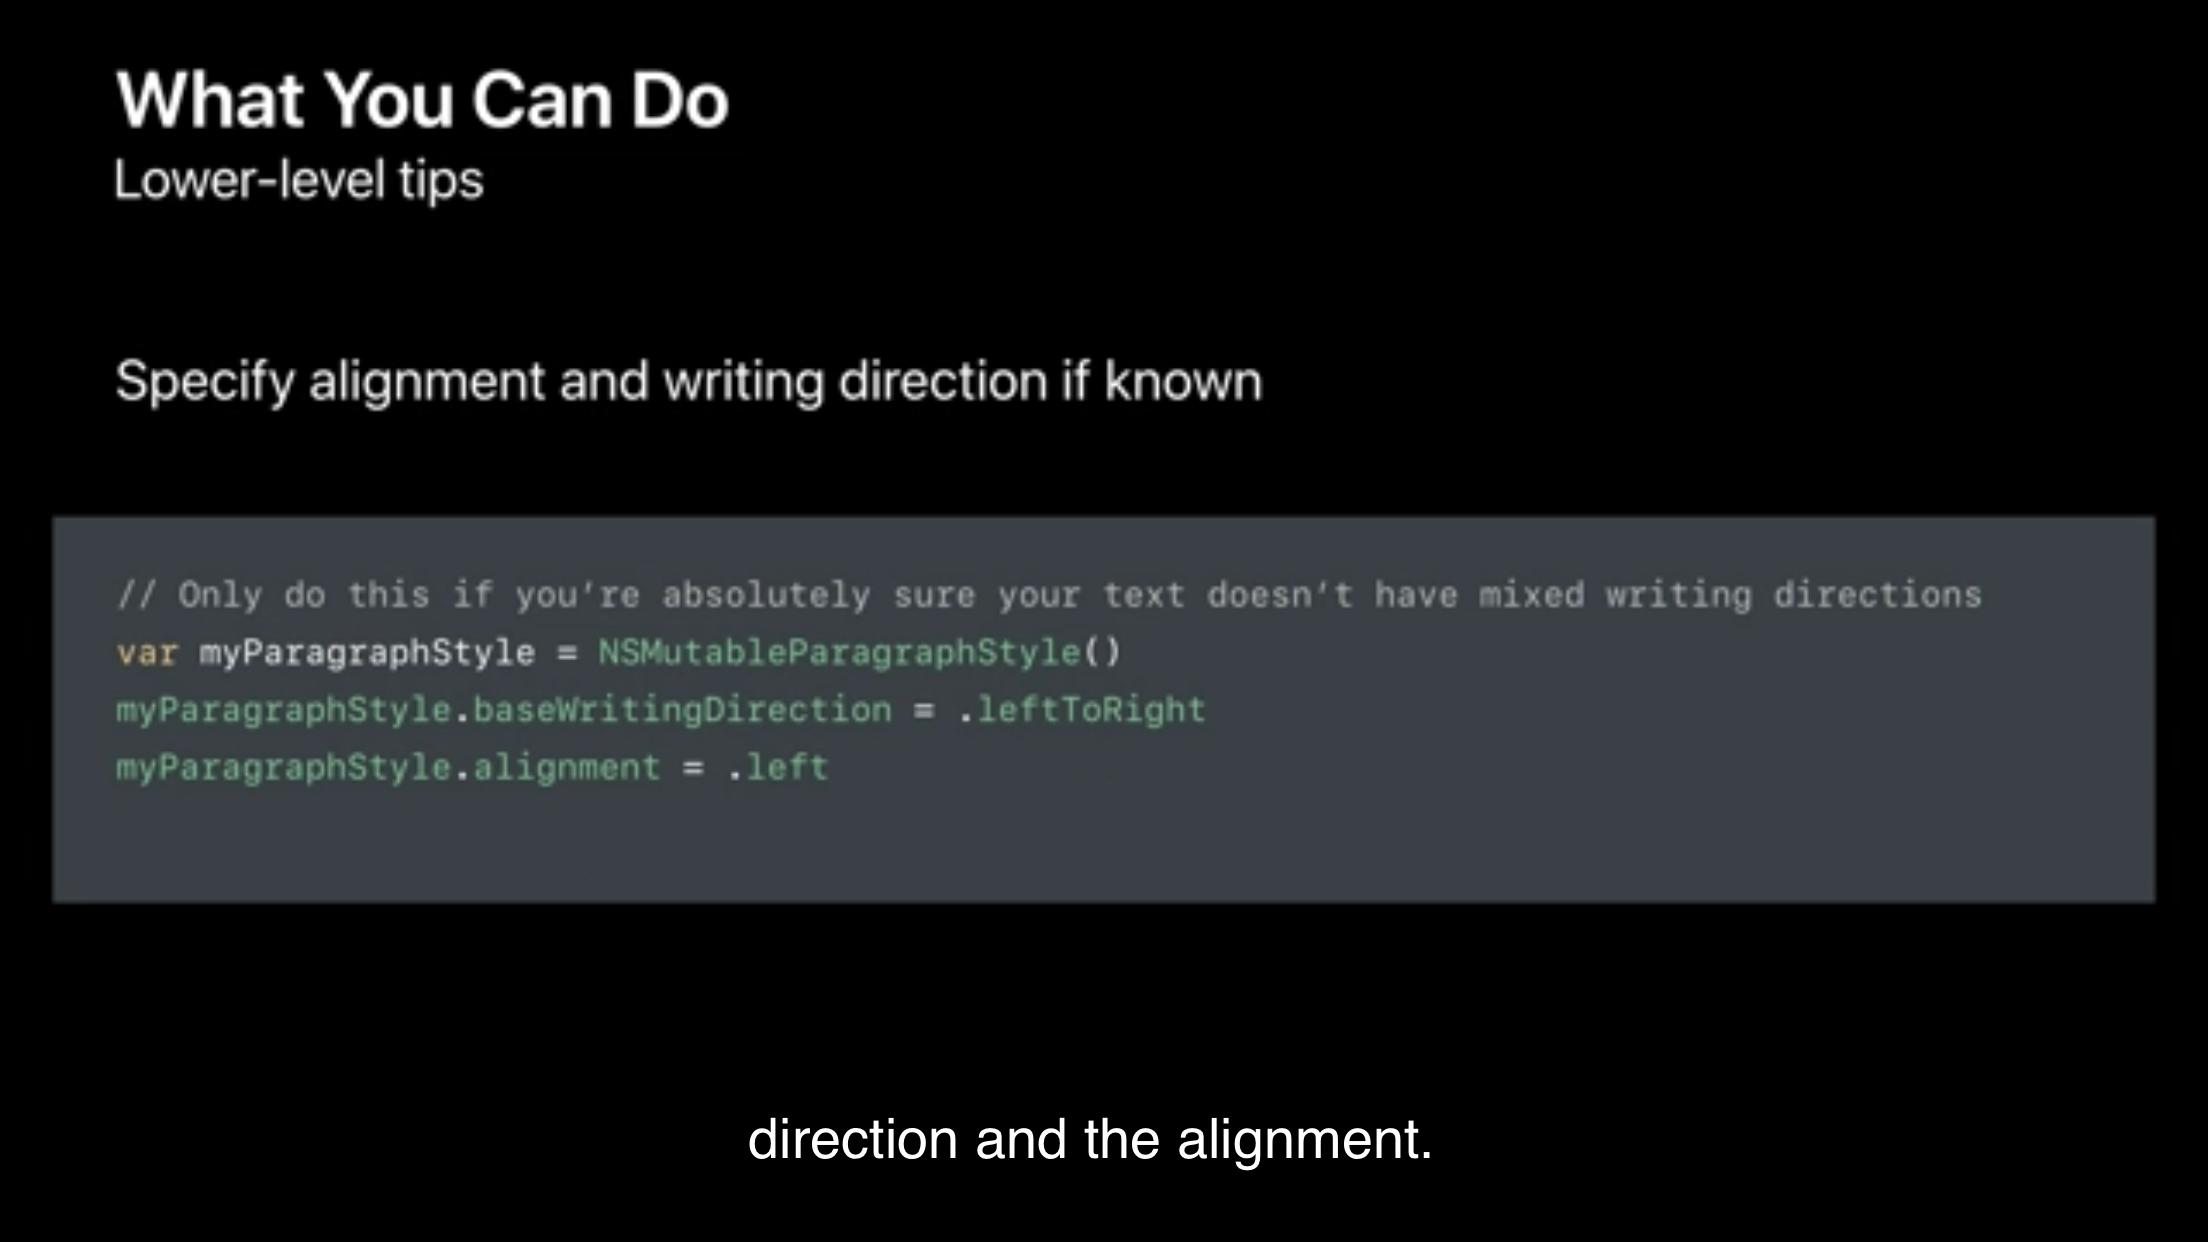 What You Can Do
Lower-level tips
Specify alignment and writing direction if known
// Only do this if you’re absolutely sure your text doesn’t have mixed writing directions
var myParagraphStyle = NSMutableParagraphStyle()
myParagraphStyle.baseWritingDirection = .leftToRight
myParagraphStyle.alignment = .left
direction and the alignment.